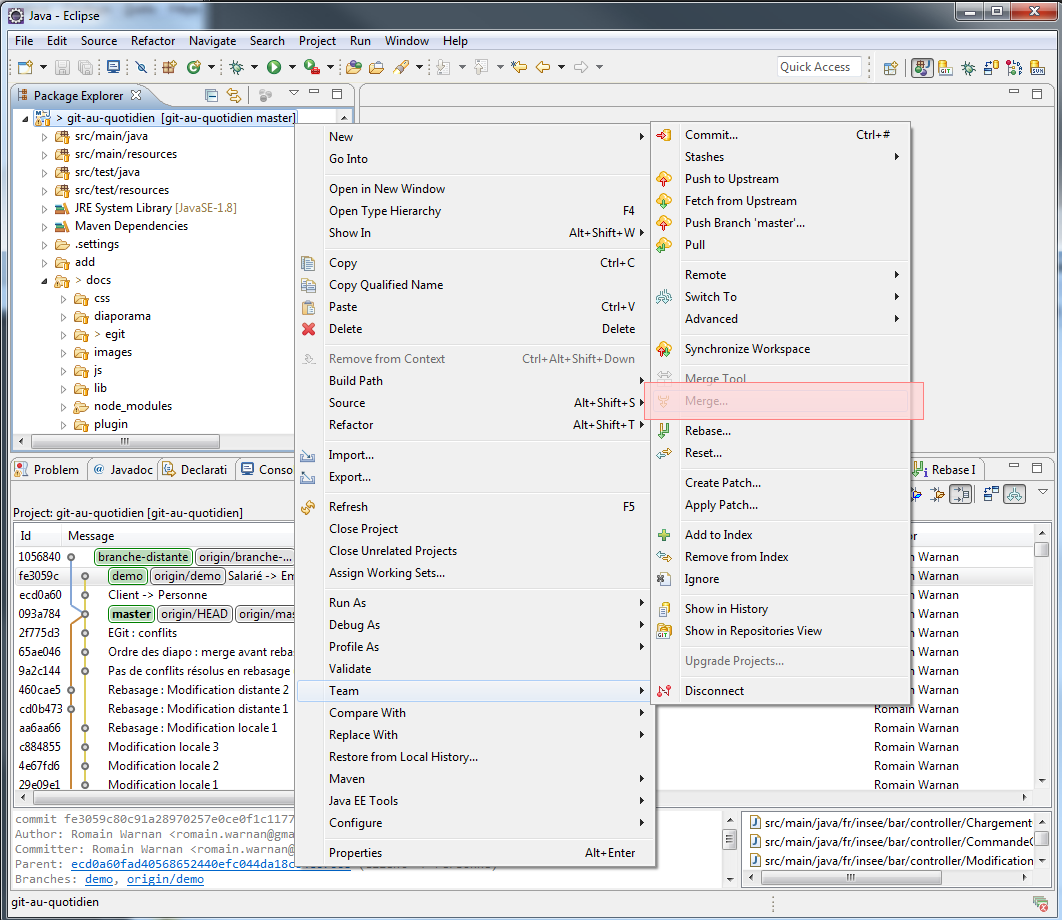 Java - Eclipse
File Edit Source Refactor Navigate Search Project Run Window Help
Quick Access
Package Explorer
> git-au-quotidien [git-au-quotidien master]
src/main/java
src/main/resources
src/test/java
src/test/resources
JRE System Library [JavaSE-1.8]
Maven Dependencies
.settings
add
> docs
css
diaporama
> egit
images
js
lib
node_modules
plugin
New
Go Into
Open in New Window
Open Type Hierarchy F4
Show In Alt+Shift+W
Copy Ctrl+C
Copy Qualified Name
Paste Ctrl+V
Delete Delete
Remove from Context Ctrl+Alt+Shift+Down
Build Path
Source Alt+Shift+S
Refactor Alt+Shift+T
Import...
Export...
Refresh F5
Close Project
Close Unrelated Projects
Assign Working Sets...
Run As
Debug As
Profile As
Validate
Team
Compare With
Replace With
Restore from Local History...
Maven
Java EE Tools
Configure
Properties Alt+Enter
Commit... Ctrl+#
Stashes
Push to Upstream
Fetch from Upstream
Push Branch 'master'...
Pull
Remote
Switch To
Advanced
Synchronize Workspace
Merge Tool
Merge...
Rebase...
Reset...
Create Patch...
Apply Patch...
Add to Index
Remove from Index
Ignore
Show in History
Show in Repositories View
Upgrade Projects...
Disconnect
Problem @ Javadoc Declarati Conso Rebase I
Project: git-au-quotidien [git-au-quotidien]
Id Message
1056840 branche-distante origin/branche-... Warnan
fe3059c demo origin/demo Salarié -> Em Warnan
ecd0a60 Client -> Personne Warnan
093a784 master origin/HEAD origin/mas Warnan
2f775d3 EGit : conflits Warnan
65ae046 Ordre des diapo : merge avant rebas Warnan
9a2c144 Pas de conflits résolus en rebasage Warnan
460cae5 Rebasage : Modification distante 2 Warnan
cd0b473 Rebasage : Modification distante 1 Romain Warnan
aa6aa66 Rebasage : Modification locale 1 Romain Warnan
c884855 Modification locale 3 Romain Warnan
4e67fd6 Modification locale 2 Romain Warnan
29e09e1 Modification locale 1 Romain Warnan
commit fe3059c80c91a28970257e0ce0f1c1177
Author: Romain Warnan <romain.warnan@gma
Committer: Romain Warnan <romain.warnan@
Parent: ecd0a60fad40568652440efc044da18c
Branches: demo, origin/demo
src/main/java/fr/insee/bar/controller/Chargement
src/main/java/fr/insee/bar/controller/CommandeC
src/main/java/fr/insee/bar/controller/Modification
git-au-quotidien